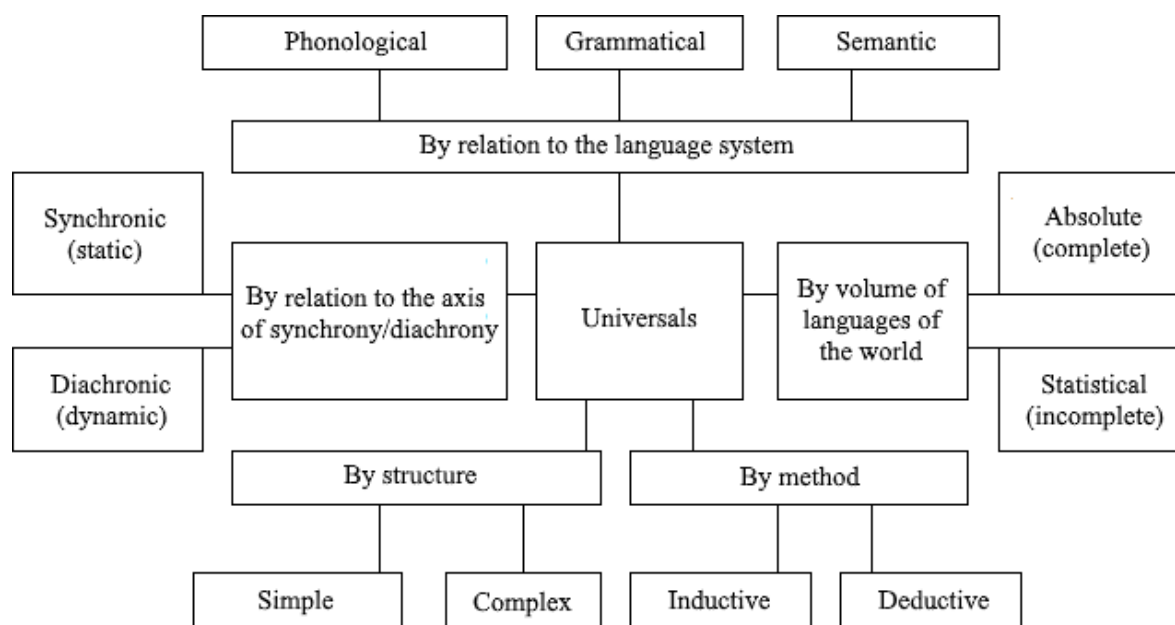 Phonological
Grammatical
Semantic
By relation to the language system
Synchronic
(static)
Absolute
(complete)
By relation to the axis
of synchrony/diachrony
Universals
By volume of
languages of
the world
Diachronic
(dynamic)
Statistical
(incomplete)
By structure
By method
Simple
Complex
Inductive
Deductive